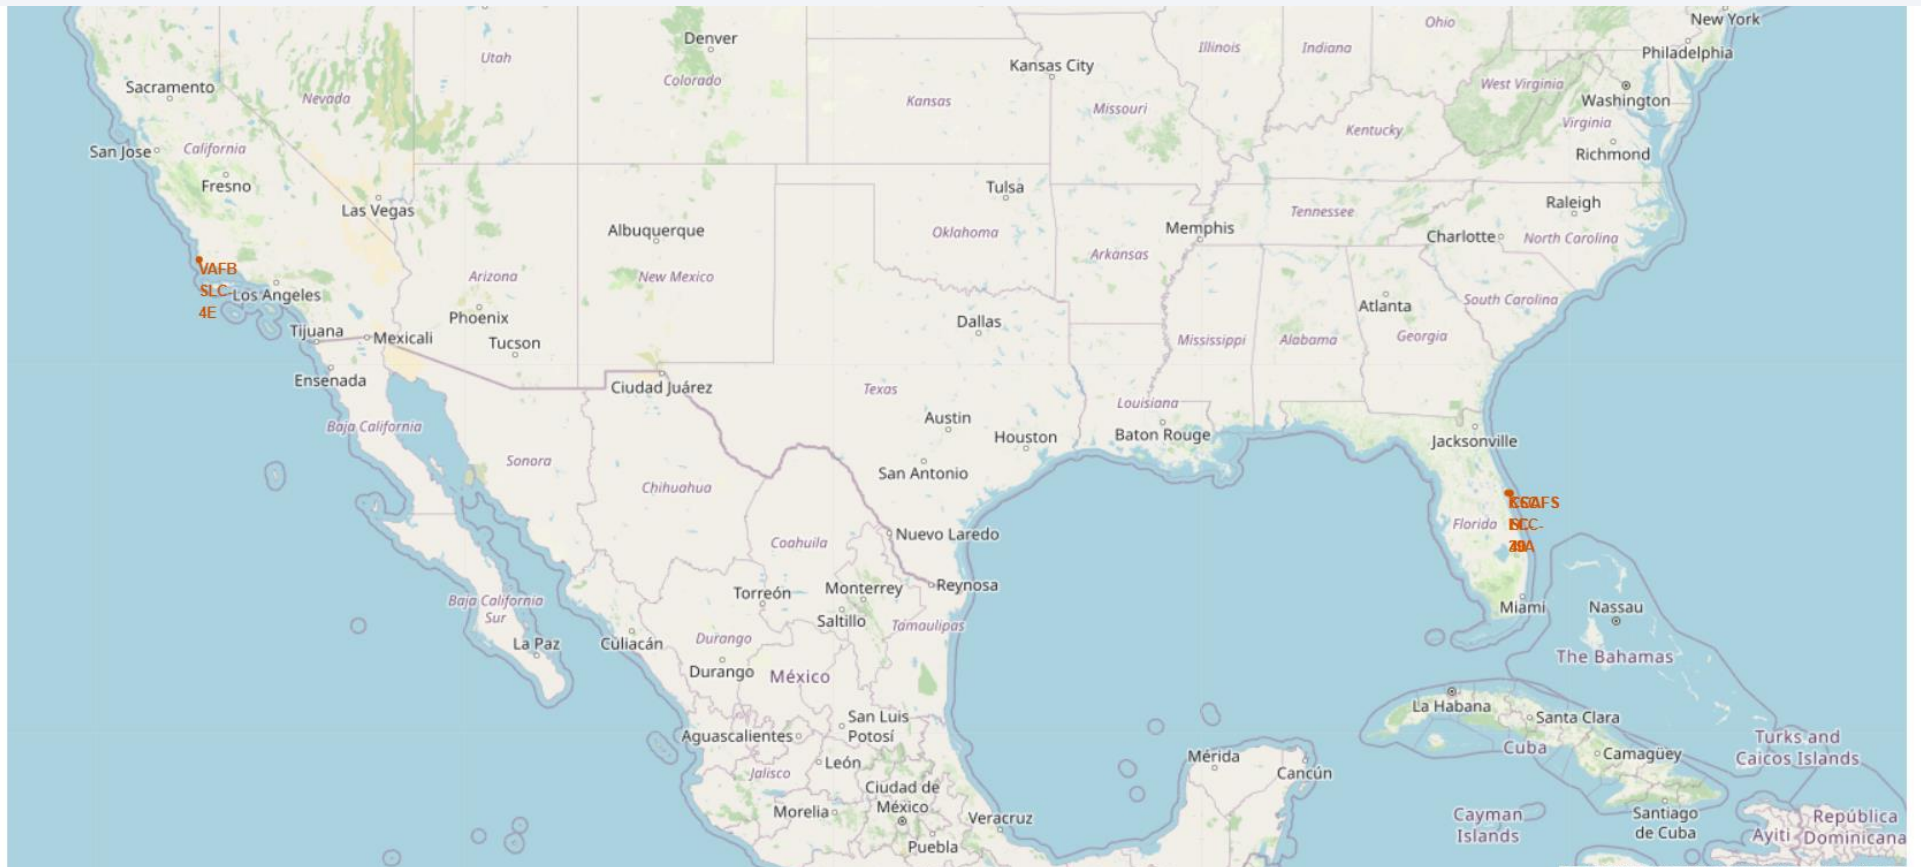 New York
Ohio
Denver
Illinois
Indiana
Philadelphia
Utah
Kansas City
Colorado
Sacramento
West Virginia
Nevada
Kansas
Missouri
Washington
Virginia
Kentucky
San Jose
California
Richmond
Fresno
Tulsa
Las Vegas
Raleigh
Tennessee
Albuquerque
Oklahoma
Memphis
Charlotte
North Carolina
Arkansas
VAFB
SLC-
4E
Arizona
New Mexico
Los Angeles
South Carolina
Atlanta
Phoenix
Dallas
Tijuana
Mexicali
Tucson
Mississippi
Alabama
Georgia
Ensenada
Ciudad Juárez
Texas
Louisiana
Austin
Baja California
Houston
Baton Rouge
Jacksonville
Sonora
San Antonio
Chihuahua
Florida
Nuevo Laredo
Coahuila
Reynosa
Torreón
Monterrey
Baja California
Sur
Miami
Nassau
Saltillo
Tamaulipas
Durango
La Paz
Culiacán
The Bahamas
Durango
México
La Habana
San Luis
Potosí
Santa Clara
Aguascalientes
Cuba
Turks and
Caicos Islands
Camagüey
Mérida
León
Jalisco
Cancún
Ciudad de
México
Morelia
Veracruz
Cayman
Islands
Santiago
de Cuba
República
Dominicana
Ayiti
Puebla